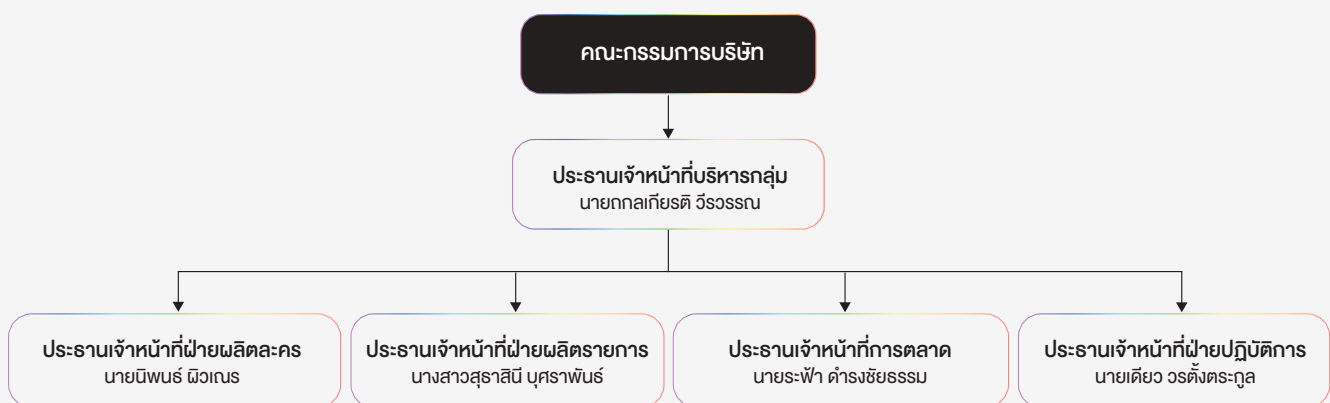 คณะกรรมการบริษัท
ประธานเจ้าหน้าที่บริหารกลุ่ม
นายถกลเกียรติ วีรวรรณ
ประธานเจ้าหน้าที่ฝ่ายผลิตละคร
นายนิพนธ์ ผิวเณร
ประธานเจ้าหน้าที่ฝ่ายผลิตรายการ
นางสาวสุธาสินี บุศราพันธ์
ประธานเจ้าหน้าที่การตลาด
นายระฟ้า ดำรงชัยธรรม
ประธานเจ้าหน้าที่ฝ่ายปฏิบัติการ
นายเดียว วรตั้งตระกูล